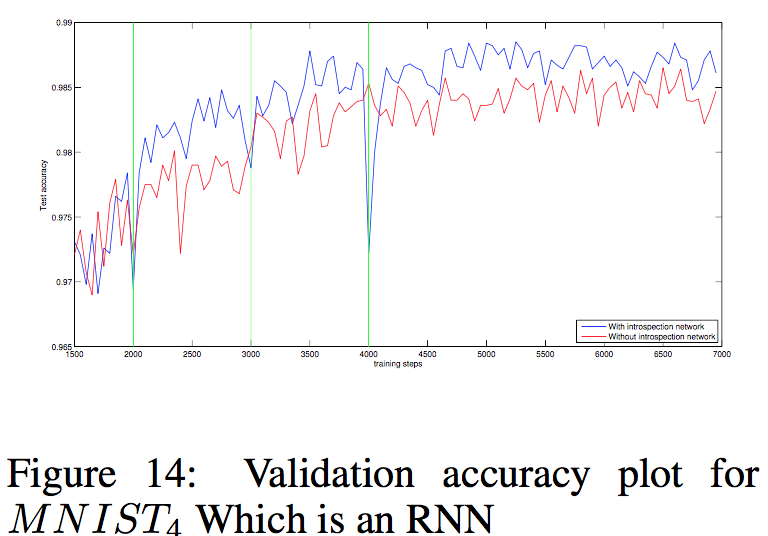 0.99
0.985
0.98
0.975
0.97
0.965
Test accuracy
1500 2000 2500 3000 3500 4000 4500 5000 5500 6000 6500 7000
training steps
With introspection network
Without introspection network
Figure 14: Validation accuracy plot for
MNIST₄ Which is an RNN